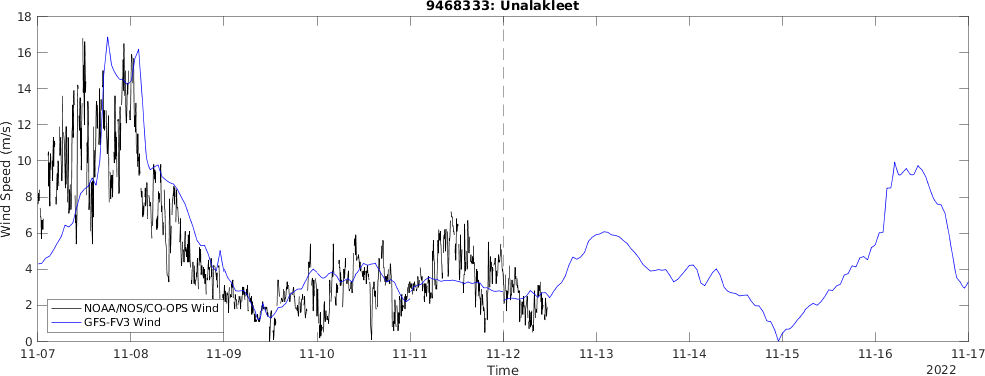 9468333: Unalakleet
18
16
14
12
10
8
6
4
2
0
Wind Speed (m/s)
NOAA/NOS/CO-OPS Wind
GFS-FV3 Wind
11-07 11-08 11-09 11-10 11-11 11-12 11-13 11-14 11-15 11-16 11-17
Time
2022